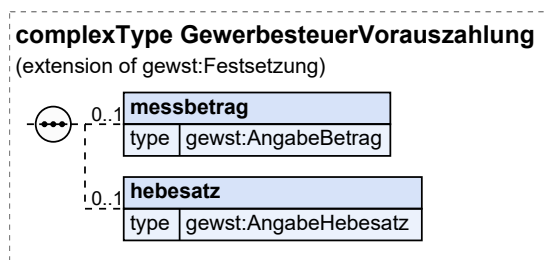 complexType GewerbesteuerVorauszahlung
(extension of gewst:Festsetzung)
0..1 messbetrag
type gewst:AngabeBetrag
0..1 hebesatz
type gewst:AngabeHebesatz